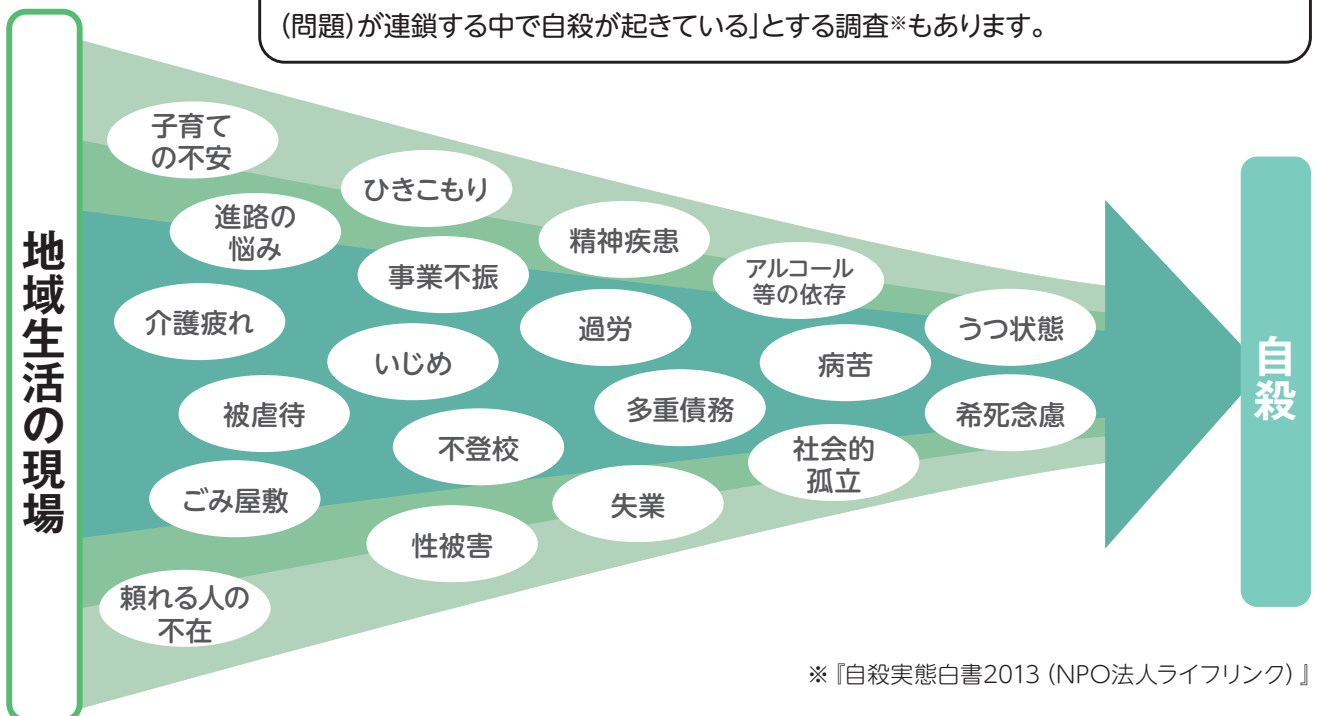 (問題)が連鎖する中で自殺が起きている」とする調査※もあります。
地域生活の現場
子育て
の不安
ひきこもり
進路の
悩み
精神疾患
事業不振
アルコール
等の依存
介護疲れ
過労
うつ状態
いじめ
病苦
被虐待
多重債務
希死念慮
不登校
社会的
孤立
ごみ屋敷
失業
性被害
頼れる人の
不在
自殺
※『自殺実態白書2013 (NPO法人ライフリンク) 』